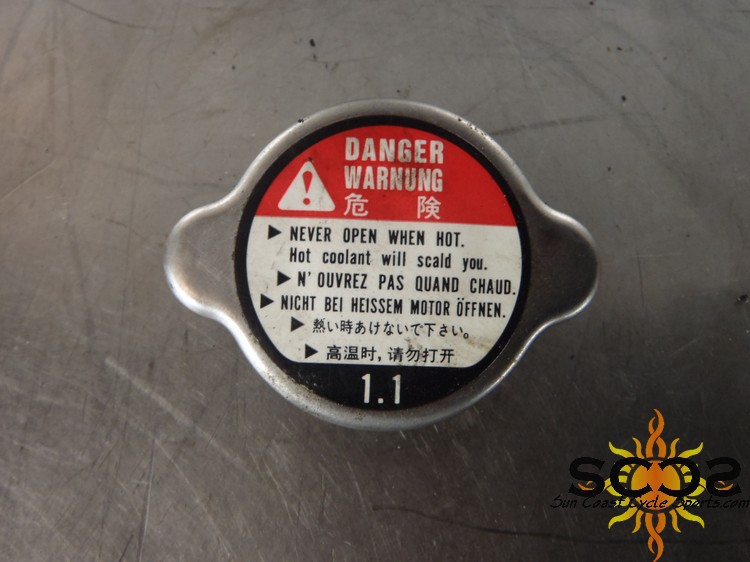 DANGER
WARNUNG
危 険
▶ NEVER OPEN WHEN HOT.
Hot coolant will scald you.
▶ N'OUVREZ PAS QUAND CHAUD.
▶ NICHT BEI HEISSEM MOTOR ÖFFNEN.
▶ 熱い時あけないで下さい。
▶ 高温时,请勿打开
1.1
SCCS
Sun Coast Cycle Sports.com